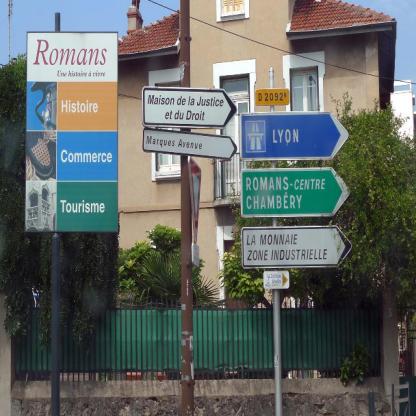 Romans
Une histoire à vivre
Histoire
Commerce
Tourisme
Maison de la Justice
et du Droit
Marques Avenue
D 2092N
LYON
ROMANS-CENTRE
CHAMBÉRY
LA MONNAIE
ZONE INDUSTRIELLE